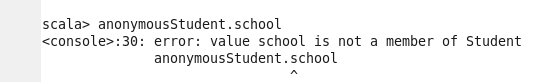 scala> anonymousStudent.school
<console>:30: error: value school is not a member of Student
anonymousStudent.school
^